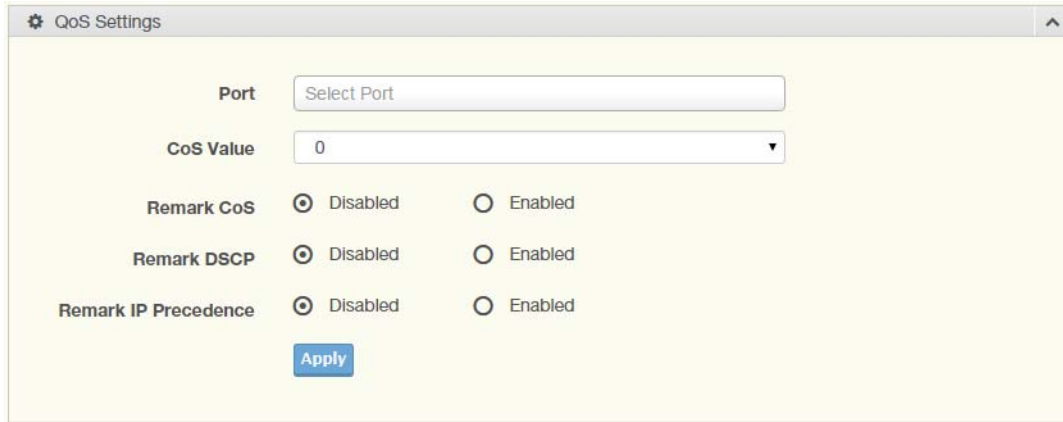 QoS Settings
Port Select Port
CoS Value 0
Remark CoS Disabled Enabled
Remark DSCP Disabled Enabled
Remark IP Precedence Disabled Enabled
Apply